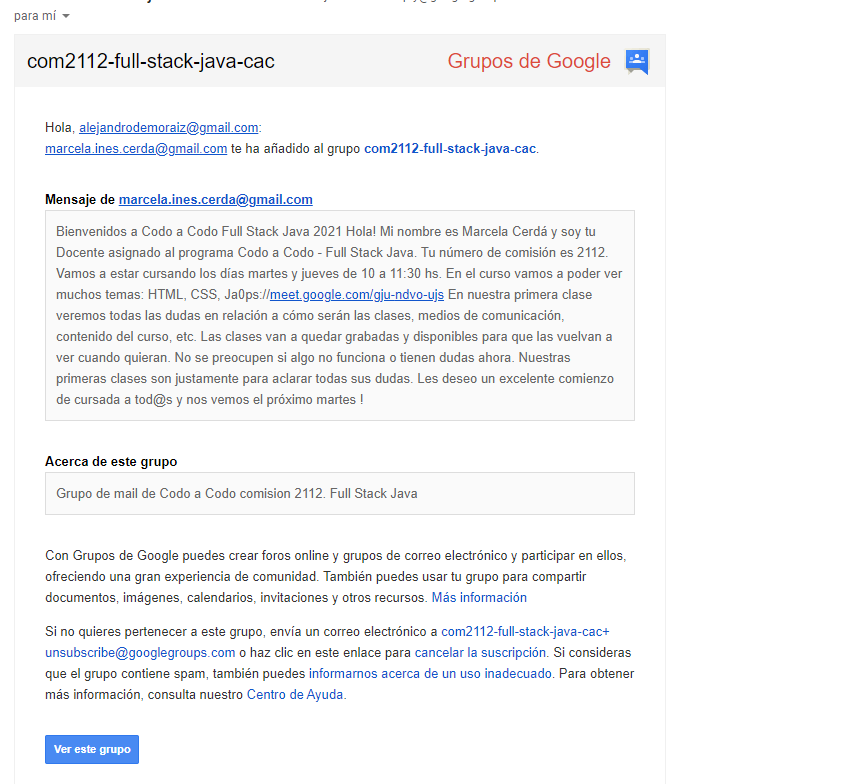 para mí
com2112-full-stack-java-cac
Grupos de Google
Hola, alejandrodemoraiz@gmail.com:
marcela.ines.cerda@gmail.com te ha añadido al grupo com2112-full-stack-java-cac.
Mensaje de marcela.ines.cerda@gmail.com
Bienvenidos a Codo a Codo Full Stack Java 2021 Hola! Mi nombre es Marcela Cerdá y soy tu
Docente asignado al programa Codo a Codo - Full Stack Java. Tu número de comisión es 2112.
Vamos a estar cursando los días martes y jueves de 10 a 11:30 hs. En el curso vamos a poder ver
muchos temas: HTML, CSS, Ja0ps://meet.google.com/gju-ndvo-ujs En nuestra primera clase
veremos todas las dudas en relación a cómo serán las clases, medios de comunicación,
contenido del curso, etc. Las clases van a quedar grabadas y disponibles para que las vuelvan a
ver cuando quieran. No se preocupen si algo no funciona o tienen dudas ahora. Nuestras
primeras clases son justamente para aclarar todas sus dudas. Les deseo un excelente comienzo
de cursada a tod@s y nos vemos el próximo martes !
Acerca de este grupo
Grupo de mail de Codo a Codo comision 2112. Full Stack Java
Con Grupos de Google puedes crear foros online y grupos de correo electrónico y participar en ellos,
ofreciendo una gran experiencia de comunidad. También puedes usar tu grupo para compartir
documentos, imágenes, calendarios, invitaciones y otros recursos. Más información
Si no quieres pertenecer a este grupo, envía un correo electrónico a com2112-full-stack-java-cac+
unsubscribe@googlegroups.com o haz clic en este enlace para cancelar la suscripción. Si consideras
que el grupo contiene spam, también puedes informarnos acerca de un uso inadecuado. Para obtener
más información, consulta nuestro Centro de Ayuda.
Ver este grupo